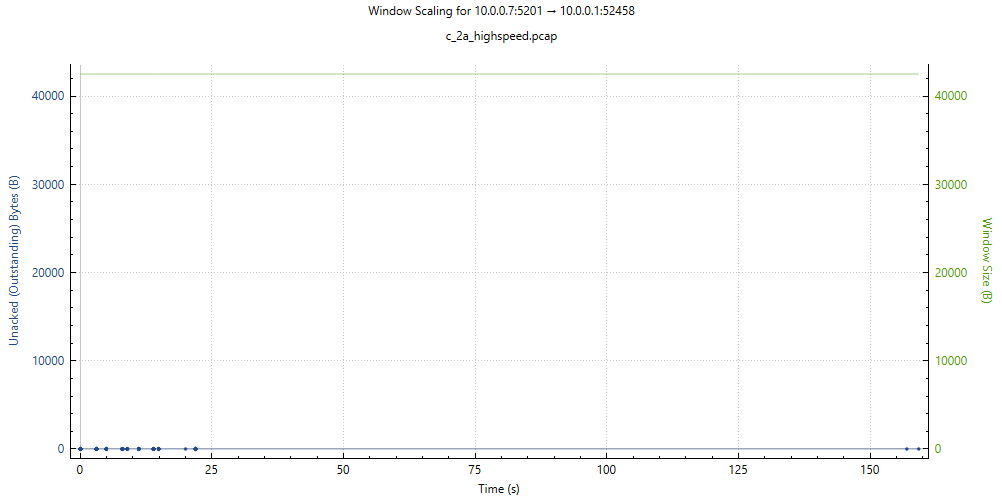 Window Scaling for 10.0.0.7:5201 → 10.0.0.1:52458
c_2a_highspeed.pcap
Unacked (Outstanding) Bytes (B)
40000
30000
20000
10000
0
40000
30000
20000
10000
0
Window Size (B)
0 25 50 75 100 125 150
Time (s)